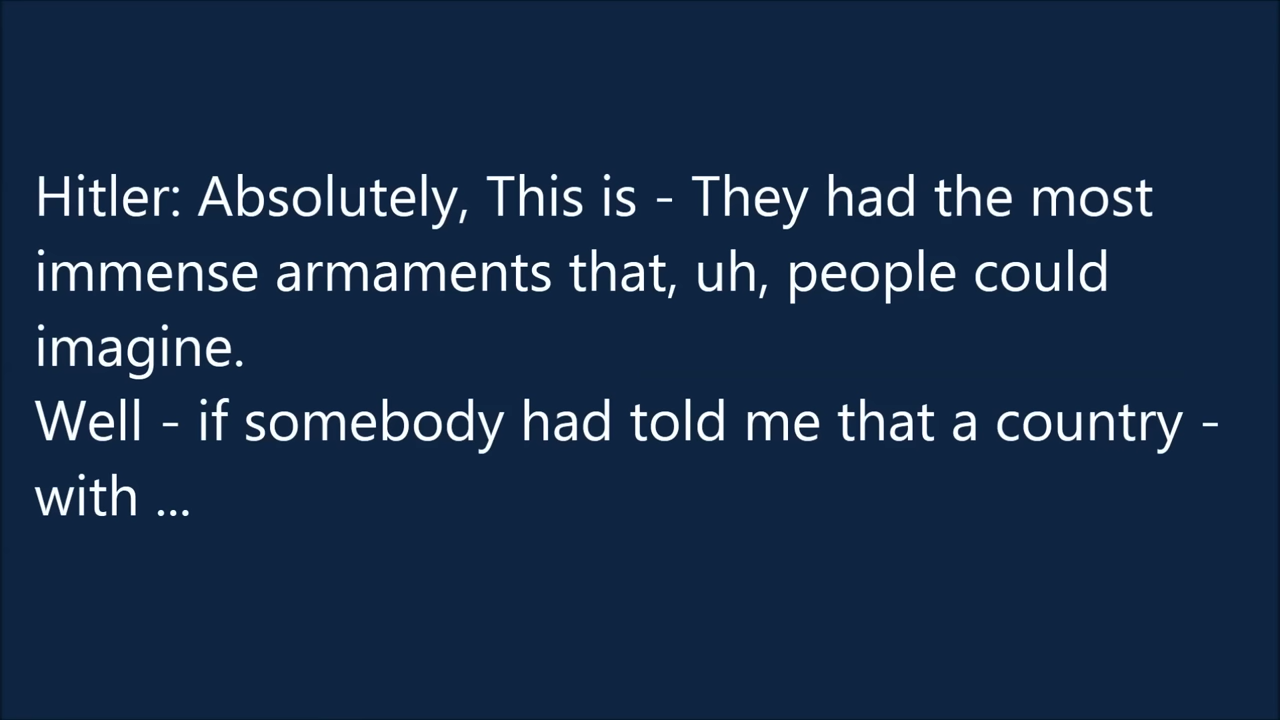 Hitler: Absolutely, This is - They had the most
immense armaments that, uh, people could
imagine.
Well - if somebody had told me that a country -
with ...